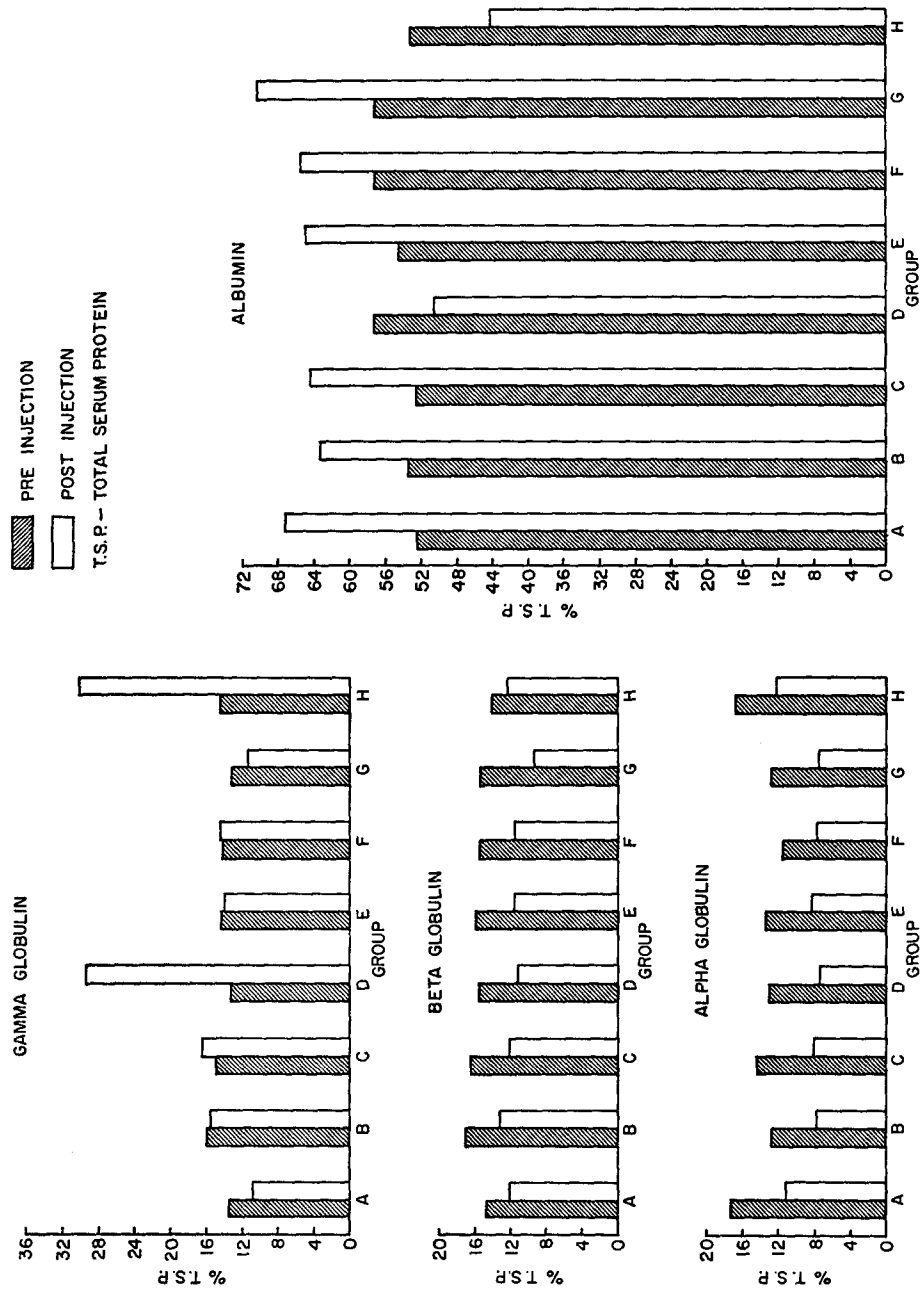 PRE INJECTION
POST INJECTION
T.S.P. – TOTAL SERUM PROTEIN
GAMMA GLOBULIN
36
32
28
24
20
16
12
8
4
0
% T.S.P.
A B C D E F G H
GROUP
BETA GLOBULIN
20
16
12
8
4
0
% T.S.P.
A B C D E F G H
GROUP
ALPHA GLOBULIN
20
16
12
8
4
0
% T.S.P.
A B C D E F G H
GROUP
ALBUMIN
72
68
64
60
56
52
48
44
40
36
32
28
24
20
16
12
8
4
0
% T.S.P.
A B C D E F G H
GROUP